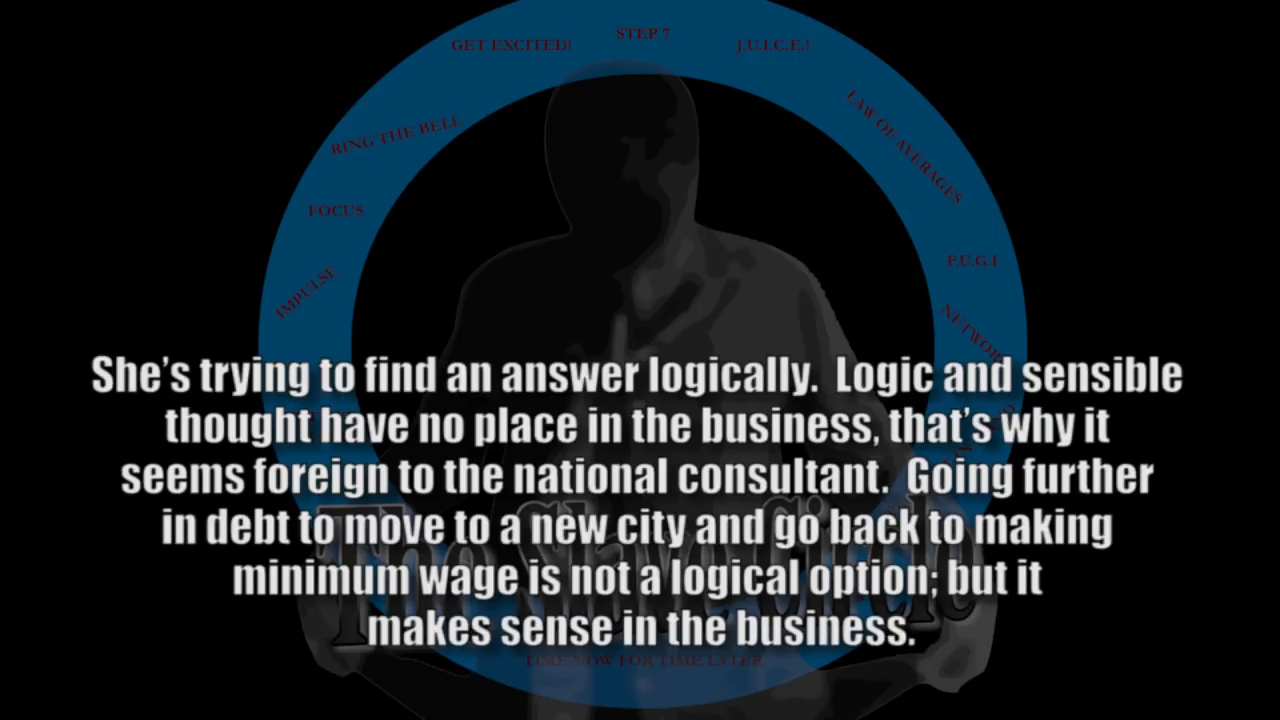 STEP 7
GET EXCITED!
J.U.I.C.E.!
LAW OF AVERAGES
RING THE BELL
FOCUS
F.U.G.I.
IMPULSE
She’s trying to find an answer logically.  Logic and sensible
thought have no place in the business, that’s why it
seems foreign to the national consultant.  Going further
in debt to move to a new city and go back to making
minimum wage is not a logical option; but it
makes sense in the business.
The Slave Circle
TIME NOW FOR TIME LATER